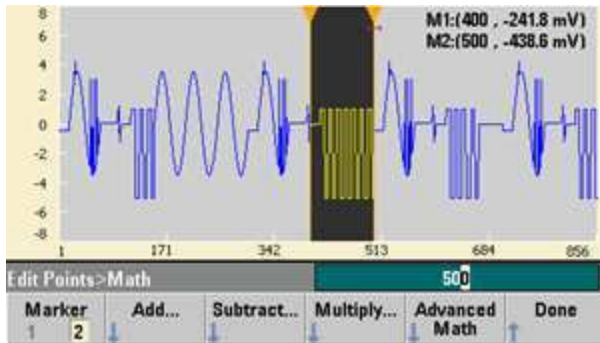 M1:(400 , -241.8 mV)
M2:(500 , -438.6 mV)
8
6
4
2
0
-2
-4
-6
-8
1 171 342 513 684 856
Edit Points>Math 500
Marker Add... Subtract... Multiply... Advanced Math Done
1 2